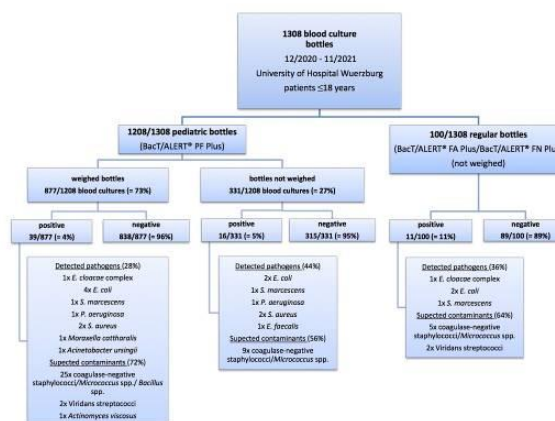 1308 blood culture
bottles
12/2020 - 11/2021
University of Hospital Wuerzburg
patients ≤18 years
1208/1308 pediatric bottles
(BacT/ALERT® PF Plus)
100/1308 regular bottles
(BacT/ALERT® FA Plus/BacT/ALERT® FN Plus
(not weighed)
weighed bottles
877/1208 blood cultures (= 73%)
bottles not weighed
331/1208 blood cultures (= 27%)
positive
39/877 (= 4%)
negative
838/877 (= 96%)
positive
16/331 (= 5%)
negative
315/331 (= 95%)
positive
11/100 (= 11%)
negative
89/100 (= 89%)
Detected pathogens (28%)
1x E. cloacae complex
4x E. coli
1x S. marcescens
1x P. aeruginosa
2x S. aureus
1x Moraxella cattharalis
1x Acinetobacter ursingii
Supected contaminants (72%)
25x coagulase-negative
staphylococci/Micrococcus spp./ Bacillus
spp.
2x Viridans streptococci
1x Actinomyces viscosus
Detected pathogens (44%)
2x E. coli
1x S. marcescens
1x P. aeruginosa
2x S. aureus
1x E. faecalis
Supected contaminants (56%)
9x coagulase-negative
staphylococci/Micrococcus spp.
Detected pathogens (36%)
1x E. cloacae complex
2x E. coli
1x S. marcescens
Supected contaminants (64%)
5x coagulase-negative
staphylococci/Micrococcus spp.
2x Viridans streptococci